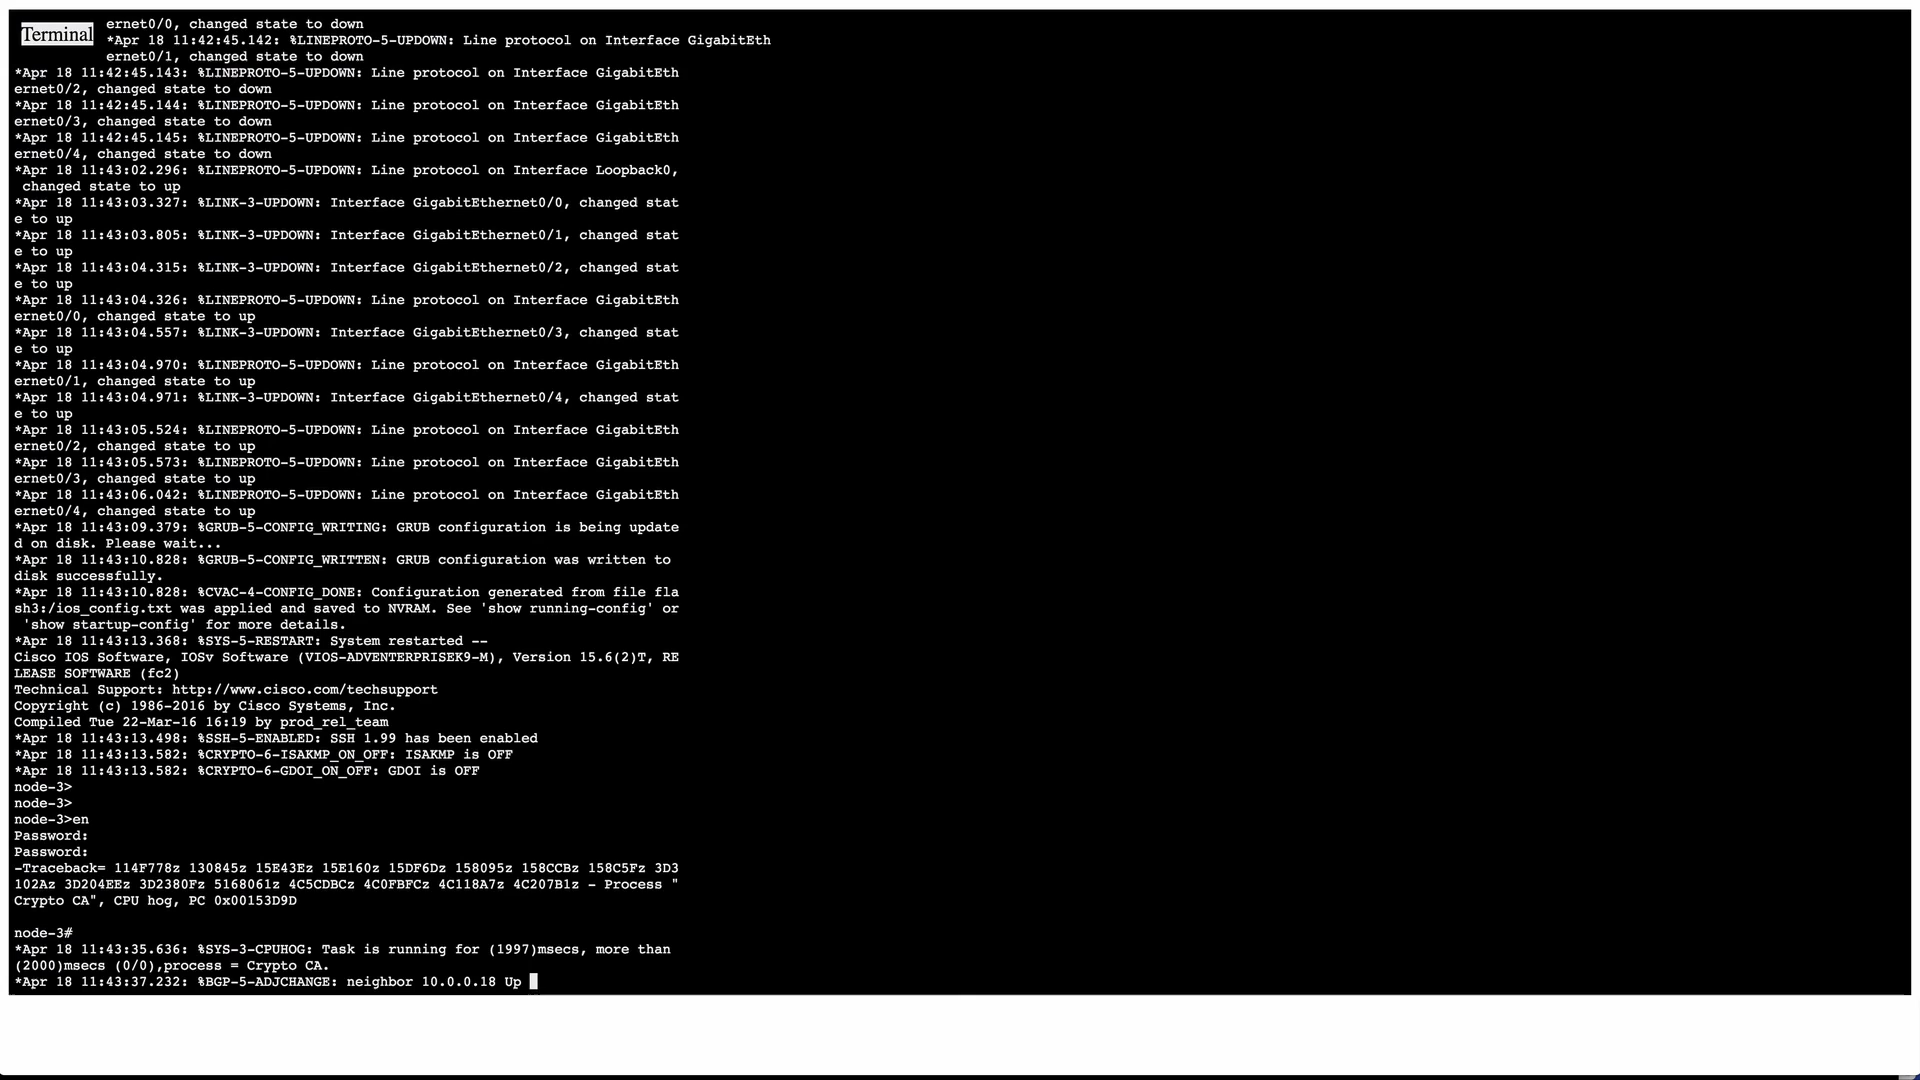 Terminal
ernet0/0, changed state to down
*Apr 18 11:42:45.142: %LINEPROTO-5-UPDOWN: Line protocol on Interface GigabitEth
ernet0/1, changed state to down
*Apr 18 11:42:45.143: %LINEPROTO-5-UPDOWN: Line protocol on Interface GigabitEth
ernet0/2, changed state to down
*Apr 18 11:42:45.144: %LINEPROTO-5-UPDOWN: Line protocol on Interface GigabitEth
ernet0/3, changed state to down
*Apr 18 11:42:45.145: %LINEPROTO-5-UPDOWN: Line protocol on Interface GigabitEth
ernet0/4, changed state to down
*Apr 18 11:43:02.296: %LINEPROTO-5-UPDOWN: Line protocol on Interface Loopback0,
 changed state to up
*Apr 18 11:43:03.327: %LINK-3-UPDOWN: Interface GigabitEthernet0/0, changed stat
e to up
*Apr 18 11:43:03.805: %LINK-3-UPDOWN: Interface GigabitEthernet0/1, changed stat
e to up
*Apr 18 11:43:04.315: %LINK-3-UPDOWN: Interface GigabitEthernet0/2, changed stat
e to up
*Apr 18 11:43:04.326: %LINEPROTO-5-UPDOWN: Line protocol on Interface GigabitEth
ernet0/0, changed state to up
*Apr 18 11:43:04.557: %LINK-3-UPDOWN: Interface GigabitEthernet0/3, changed stat
e to up
*Apr 18 11:43:04.970: %LINEPROTO-5-UPDOWN: Line protocol on Interface GigabitEth
ernet0/1, changed state to up
*Apr 18 11:43:04.971: %LINK-3-UPDOWN: Interface GigabitEthernet0/4, changed stat
e to up
*Apr 18 11:43:05.524: %LINEPROTO-5-UPDOWN: Line protocol on Interface GigabitEth
ernet0/2, changed state to up
*Apr 18 11:43:05.573: %LINEPROTO-5-UPDOWN: Line protocol on Interface GigabitEth
ernet0/3, changed state to up
*Apr 18 11:43:06.042: %LINEPROTO-5-UPDOWN: Line protocol on Interface GigabitEth
ernet0/4, changed state to up
*Apr 18 11:43:09.379: %GRUB-5-CONFIG_WRITING: GRUB configuration is being update
d on disk. Please wait...
*Apr 18 11:43:10.828: %GRUB-5-CONFIG_WRITTEN: GRUB configuration was written to
disk successfully.
*Apr 18 11:43:10.828: %CVAC-4-CONFIG_DONE: Configuration generated from file fla
sh3:/ios_config.txt was applied and saved to NVRAM. See 'show running-config' or
 'show startup-config' for more details.
*Apr 18 11:43:13.368: %SYS-5-RESTART: System restarted --
Cisco IOS Software, IOSv Software (VIOS-ADVENTERPRISEK9-M), Version 15.6(2)T, RE
LEASE SOFTWARE (fc2)
Technical Support: http://www.cisco.com/techsupport
Copyright (c) 1986-2016 by Cisco Systems, Inc.
Compiled Tue 22-Mar-16 16:19 by prod_rel_team
*Apr 18 11:43:13.498: %SSH-5-ENABLED: SSH 1.99 has been enabled
*Apr 18 11:43:13.582: %CRYPTO-6-ISAKMP_ON_OFF: ISAKMP is OFF
*Apr 18 11:43:13.582: %CRYPTO-6-GDOI_ON_OFF: GDOI is OFF
node-3>
node-3>
node-3>en
Password:
Password:
-Traceback= 114F778z 130845z 15E43Ez 15E160z 15DF6Dz 158095z 158CCBz 158C5Fz 3D3
102Az 3D204EEz 3D2380Fz 5168061z 4C5CDBCz 4C0FBFCz 4C118A7z 4C207B1z - Process "
Crypto CA", CPU hog, PC 0x00153D9D
node-3#
*Apr 18 11:43:35.636: %SYS-3-CPUHOG: Task is running for (1997)msecs, more than
(2000)msecs (0/0),process = Crypto CA.
*Apr 18 11:43:37.232: %BGP-5-ADJCHANGE: neighbor 10.0.0.18 Up